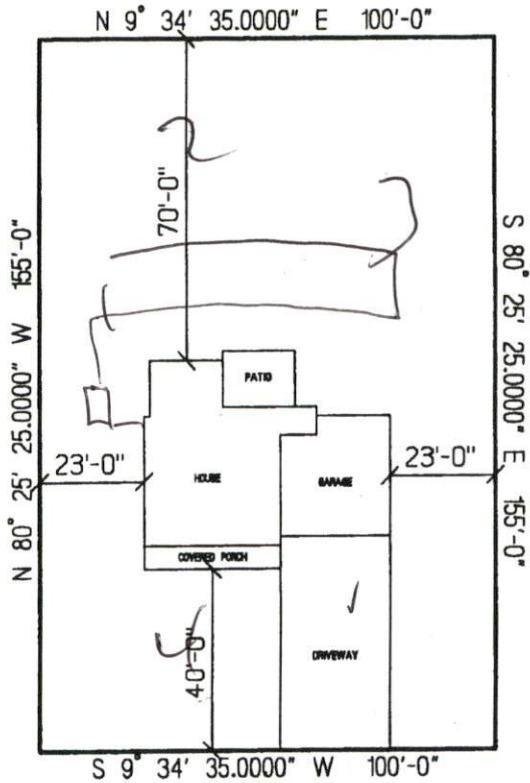 N 9° 34' 35.0000" E 100'-0"
70'-0"
N 80° 25' 25.0000" W 155'-0"
S 80° 25' 25.0000" E 155'-0"
PATIO
23'-0"
HOUSE
GARAGE
23'-0"
COVERED PORCH
40'-0"
DRIVEWAY
S 9° 34' 35.0000" W 100'-0"